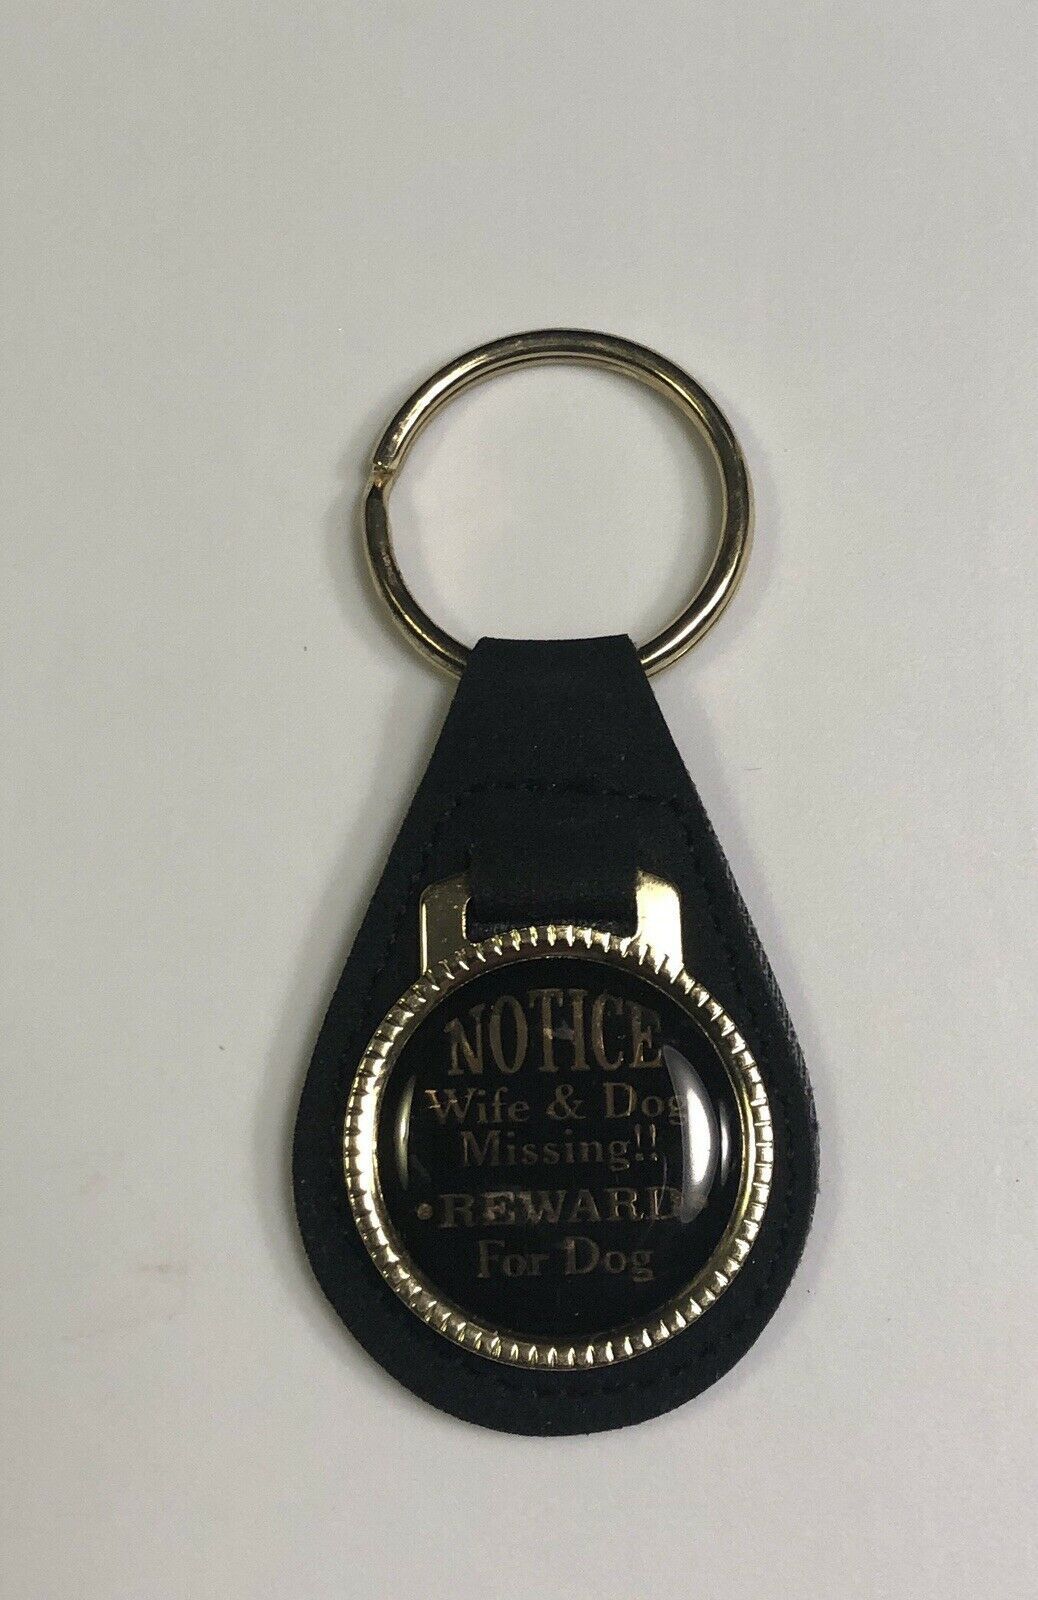 NOTICE
Wife & Dog
Missing!!
• REWARD •
For Dog